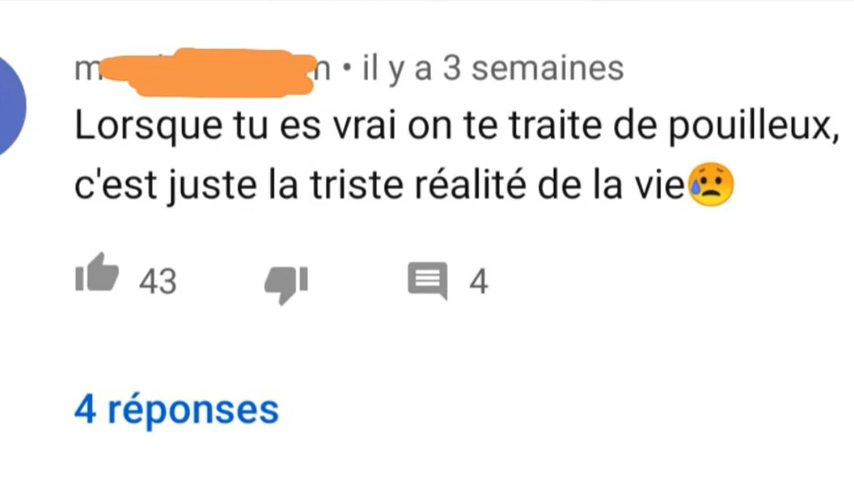 il y a 3 semaines
Lorsque tu es vrai on te traite de pouilleux,
c'est juste la triste réalité de la vie😥
43 4
4 réponses